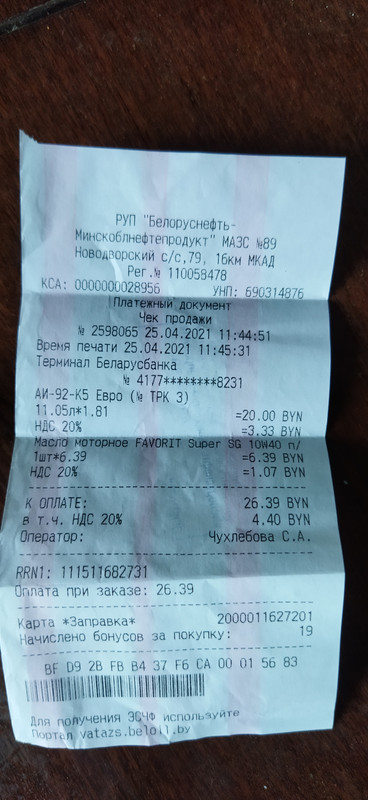 РУП "Белоруснефть-
Минскоблнефтепродукт" МАЗС №89
Новодворский с/с,79, 16км МКАД
Рег.№ 110058478
КСА: 0000000028956 УНП: 690314876
Платежный документ
Чек продажи
№ 2598065 25.04.2021 11:44:51
Время печати 25.04.2021 11:45:31
Терминал Беларусбанка
№ 4177********8231
АИ-92-К5 Евро (№ ТРК 3)
11.05л*1.81 =20.00 BYN
НДС 20% =3.33 BYN
Масло моторное FAVORIT Super SG 10W40 п/
1шт*6.39 =6.39 BYN
НДС 20% =1.07 BYN
К ОПЛАТЕ: 26.39 BYN
в т.ч. НДС 20% 4.40 BYN
Оператор: Чухлебова С.А.
RRN1: 111511682731
Оплата при заказе: 26.39
Карта *Заправка* 2000011627201
Начислено бонусов за покупку: 19
BF D9 2B FB B4 37 F6 CA 00 01 56 83
Для получения ЭСЧФ используйте
Портал vatazs.beloil.by